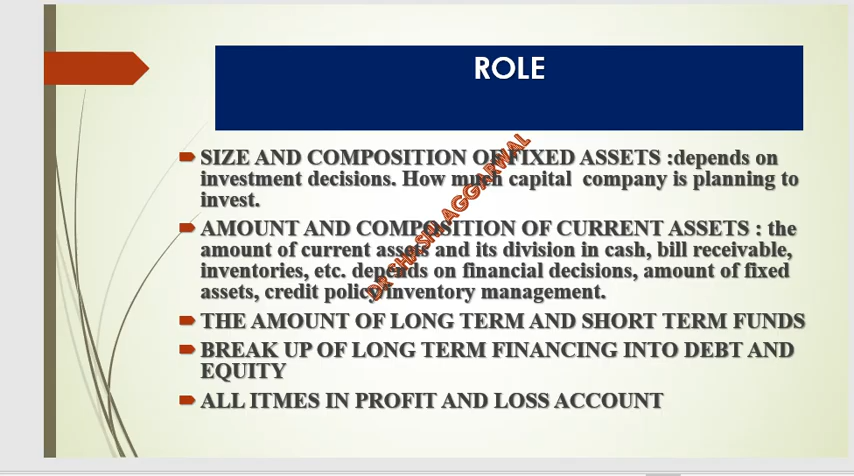 ROLE
SIZE AND COMPOSITION OF FIXED ASSETS :depends on
investment decisions. How much capital company is planning to
invest.
AMOUNT AND COMPOSITION OF CURRENT ASSETS : the
amount of current assets and its division in cash, bill receivable,
inventories, etc. depends on financial decisions, amount of fixed
assets, credit policy inventory management.
THE AMOUNT OF LONG TERM AND SHORT TERM FUNDS
BREAK UP OF LONG TERM FINANCING INTO DEBT AND
EQUITY
ALL ITMES IN PROFIT AND LOSS ACCOUNT
DR SHASHI AGGARWAL